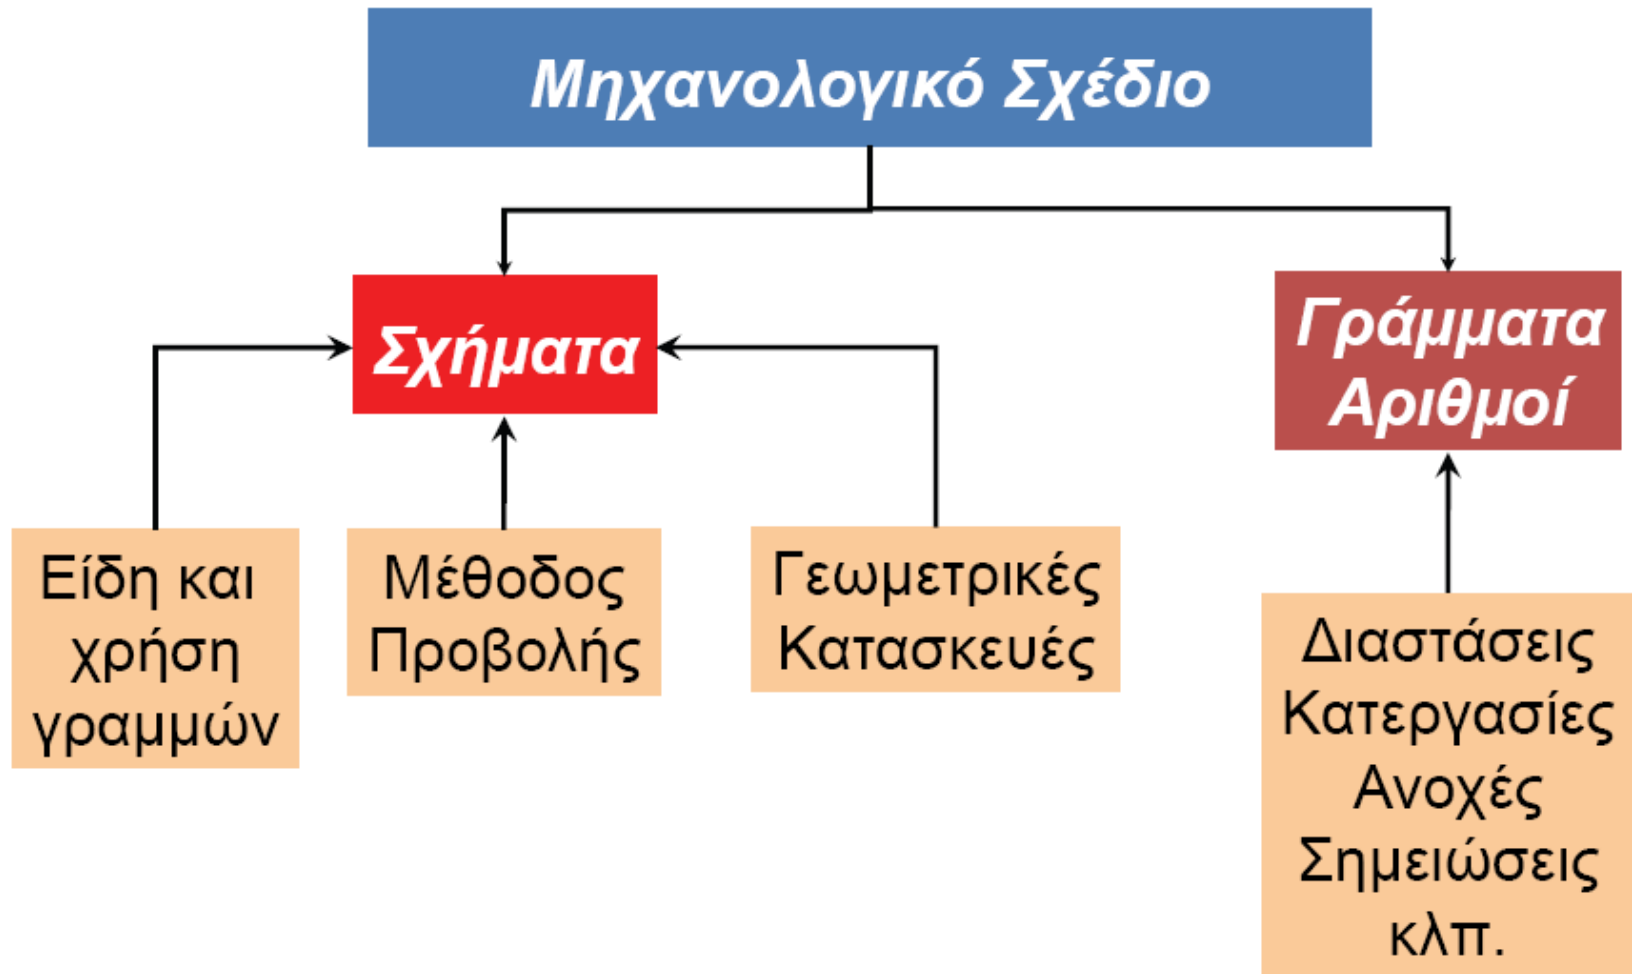 Μηχανολογικό Σχέδιο
Σχήματα
Γράμματα
Αριθμοί
Είδη και
χρήση
γραμμών
Μέθοδος
Προβολής
Γεωμετρικές
Κατασκευές
Διαστάσεις
Κατεργασίες
Ανοχές
Σημειώσεις
κλπ.